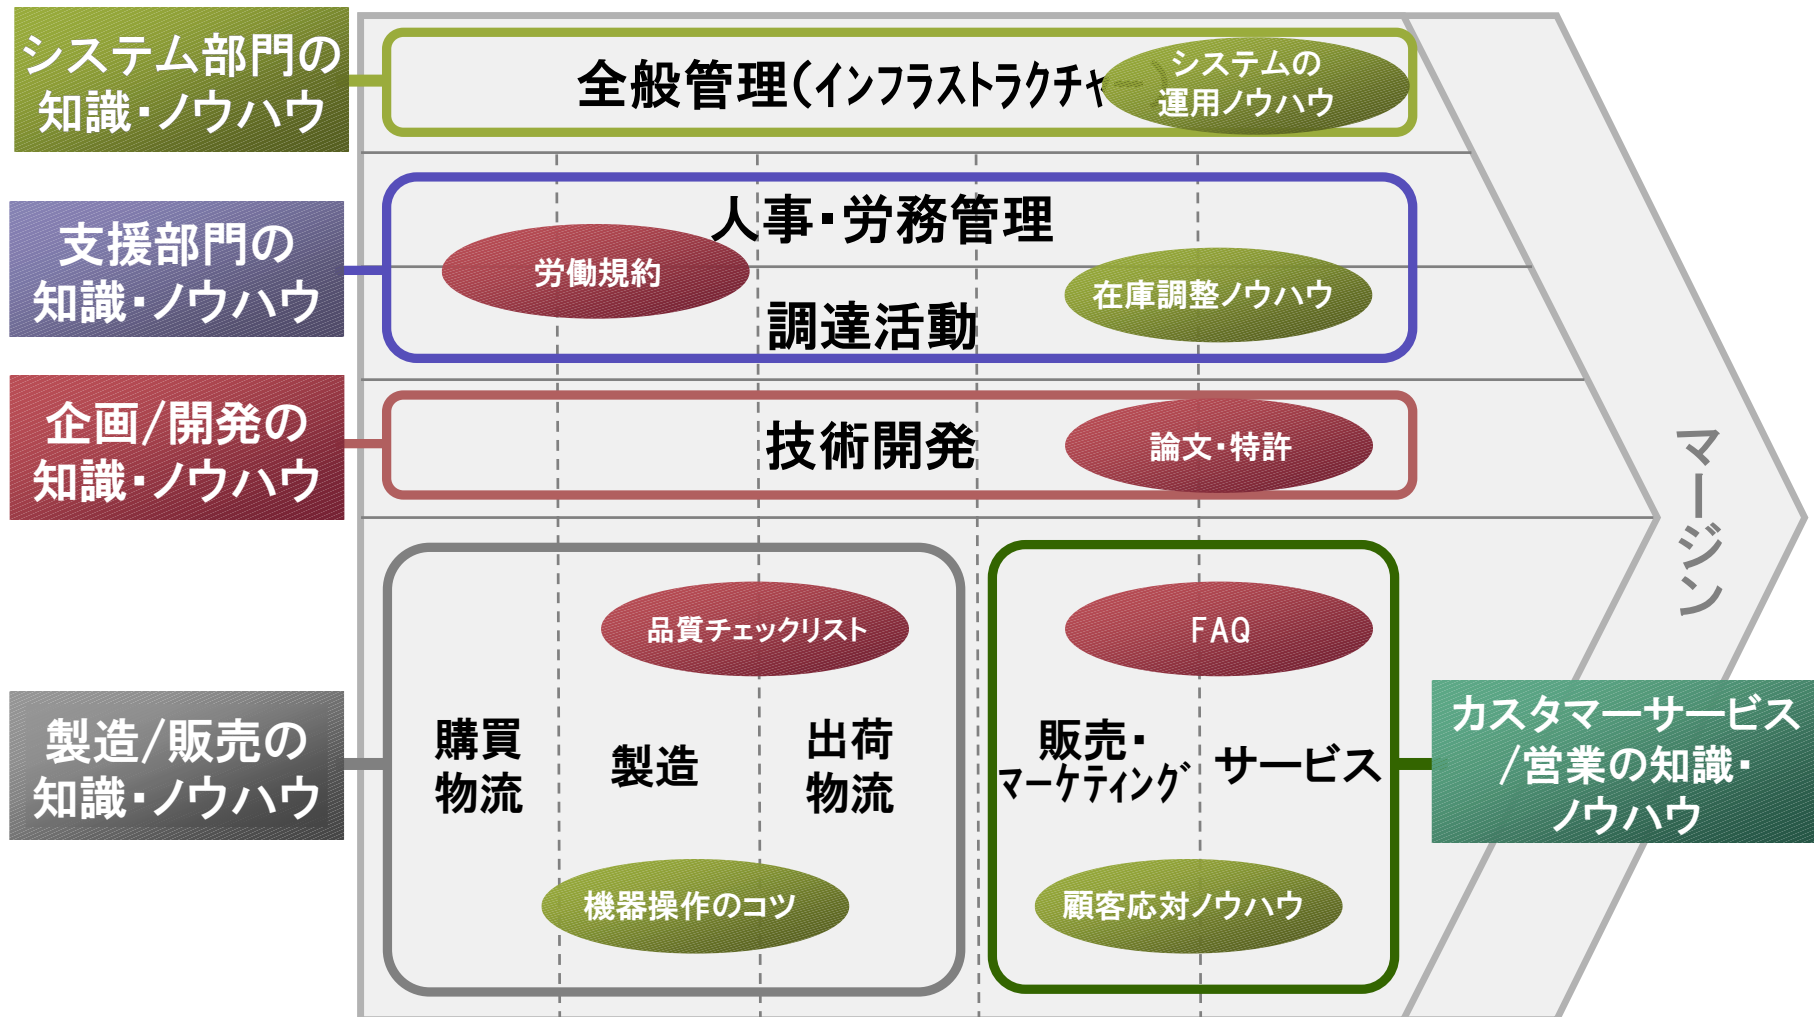 システム部門の
知識・ノウハウ
全般管理(インフラストラクチャー)
システムの
運用ノウハウ
支援部門の
知識・ノウハウ
人事・労務管理
労働規約
在庫調整ノウハウ
調達活動
企画/開発の
知識・ノウハウ
技術開発
論文・特許
マージン
品質チェックリスト
FAQ
製造/販売の
知識・ノウハウ
購買
物流
製造
出荷
物流
販売・
マーケティング
サービス
カスタマーサービス
/営業の知識・
ノウハウ
機器操作のコツ
顧客応対ノウハウ